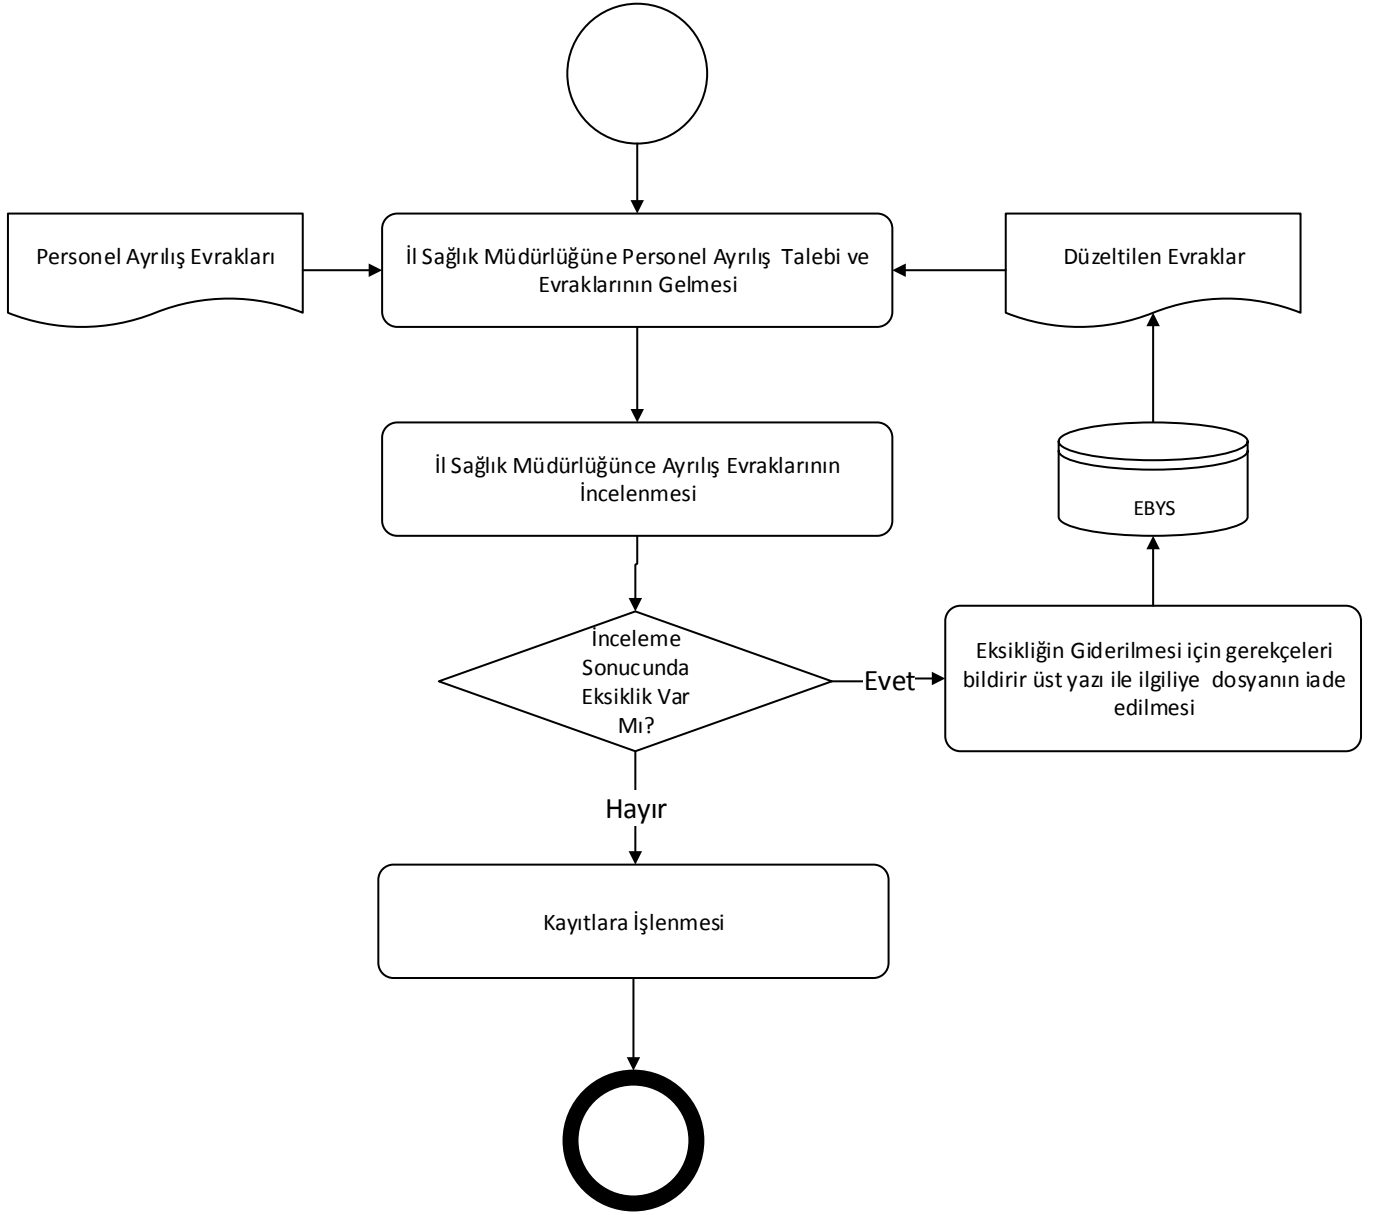 Personel Ayrılış Evrakları
İl Sağlık Müdürlüğüne Personel Ayrılış Talebi ve
Evraklarının Gelmesi
Düzeltilen Evraklar
İl Sağlık Müdürlüğünce Ayrılış Evraklarının
İncelenmesi
EBYS
İnceleme
Sonucunda
Eksiklik Var
Mı?
Evet
Eksikliğin Giderilmesi için gerekçeleri
bildirir üst yazı ile ilgiliye dosyanın iade
edilmesi
Hayır
Kayıtlara İşlenmesi